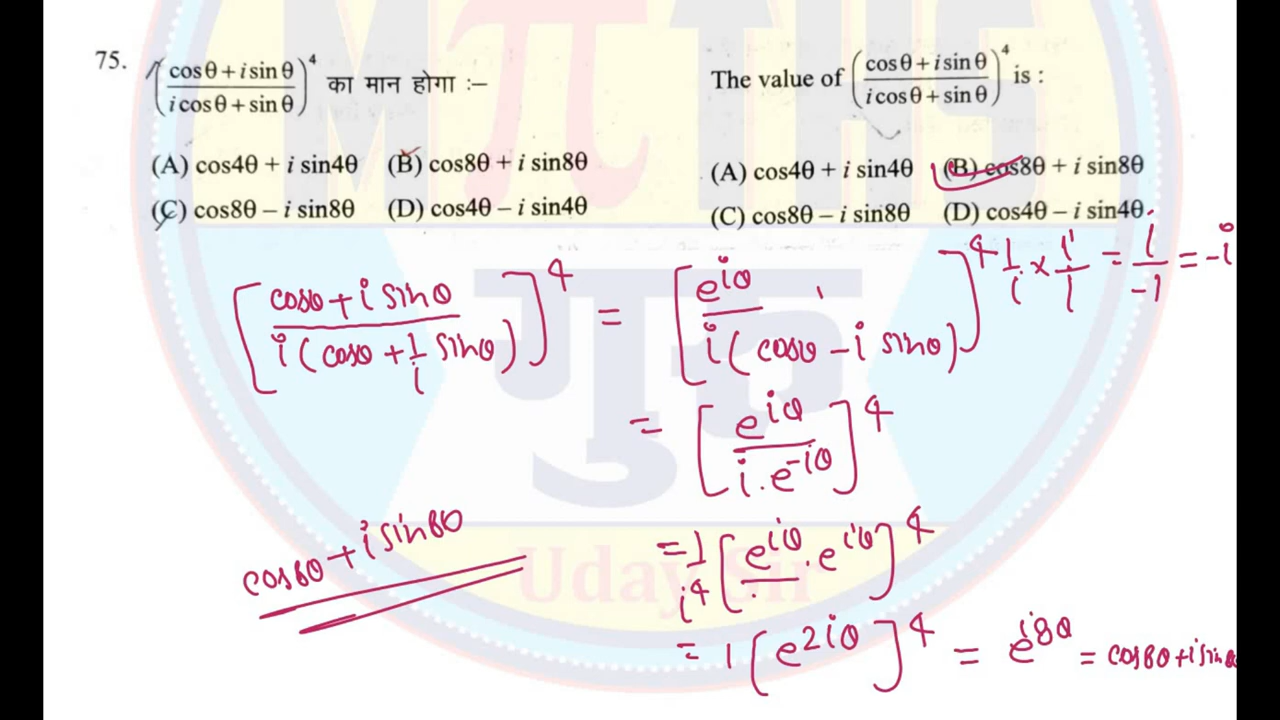 75. (cosθ + i sinθ / i cosθ + sinθ)⁴ का मान होगा :–
(A) cos4θ + i sin4θ (B) cos8θ + i sin8θ
(C) cos8θ – i sin8θ (D) cos4θ – i sin4θ
The value of (cosθ + i sinθ / i cosθ + sinθ)⁴ is :
(A) cos4θ + i sin4θ (B) cos8θ + i sin8θ
(C) cos8θ – i sin8θ (D) cos4θ – i sin4θ
[cosθ + i sinθ / i(cosθ + 1/i sinθ)]⁴ = [e^iθ / i(cosθ – i sinθ)]⁴
1/i × i/i = i/-1 = -i
= [e^iθ / i.e^-iθ]⁴
= 1/i⁴ [e^iθ . e^iθ]⁴
= 1 [e^2iθ]⁴ = e^i8θ = cos8θ + i sin8θ
cos8θ + i sin8θ
MπTHS
गुरु
Uday Sir